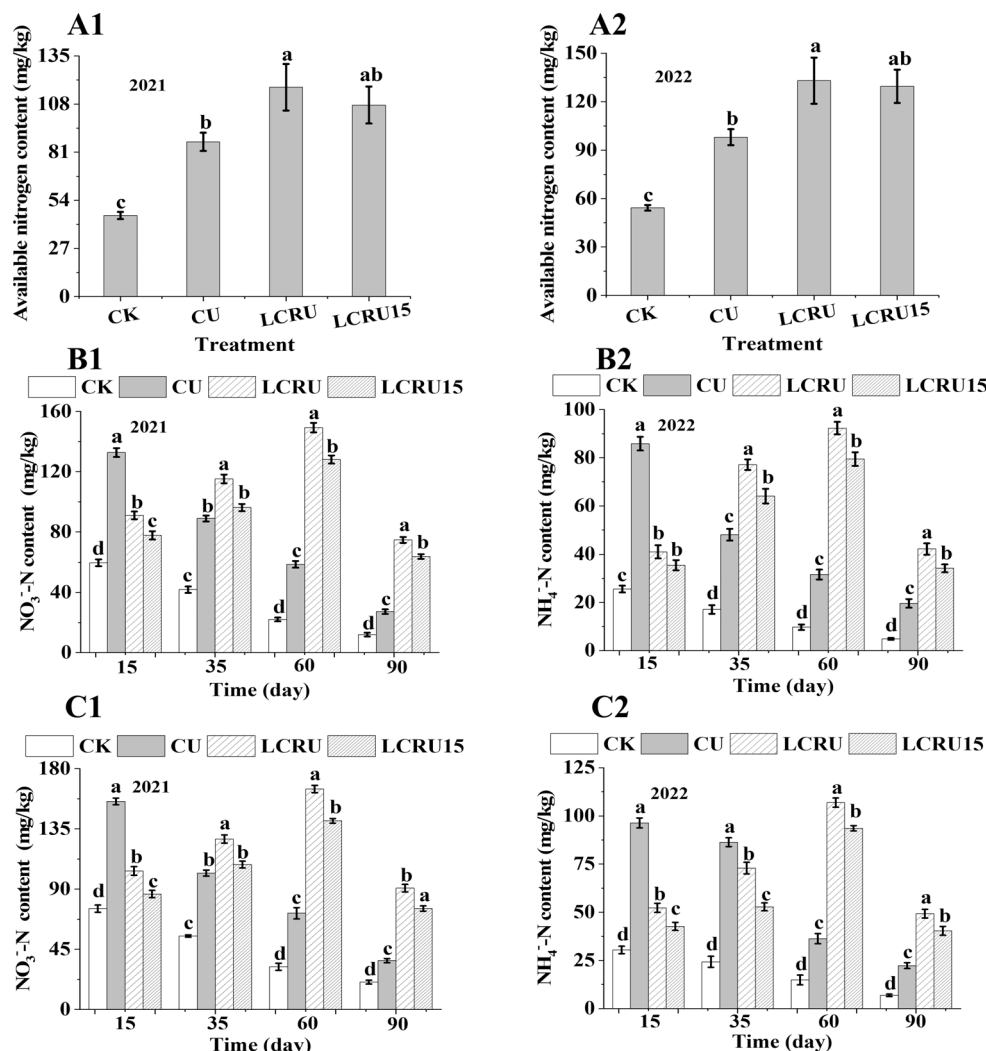 A1
Available nitrogen content (mg/kg)
135
108
81
54
27
0
2021
c
b
a
ab
CK
CU
LCRU
LCRU15
Treatment
A2
Available nitrogen content (mg/kg)
150
120
90
60
30
0
2022
c
b
a
ab
CK
CU
LCRU
LCRU15
Treatment
B1
CK CU LCRU LCRU15
NO₃⁻-N content (mg/kg)
160
120
80
40
0
2021
d a b c
c b a b
d c a b
d c a b
15 35 60 90
Time (day)
B2
CK CU LCRU LCRU15
NH₄⁻-N content (mg/kg)
100
80
60
40
20
0
2022
c a b b
d c a b
d c a b
d c a b
15 35 60 90
Time (day)
C1
CK CU LCRU LCRU15
NO₃⁻-N content (mg/kg)
180
135
90
45
0
2021
d a b c
c b a b
d c a b
d c b a
15 35 60 90
Time (day)
C2
CK CU LCRU LCRU15
NH₄⁻-N content (mg/kg)
125
100
75
50
25
0
2022
d a b c
d a b c
d c a b
d c a b
15 35 60 90
Time (day)